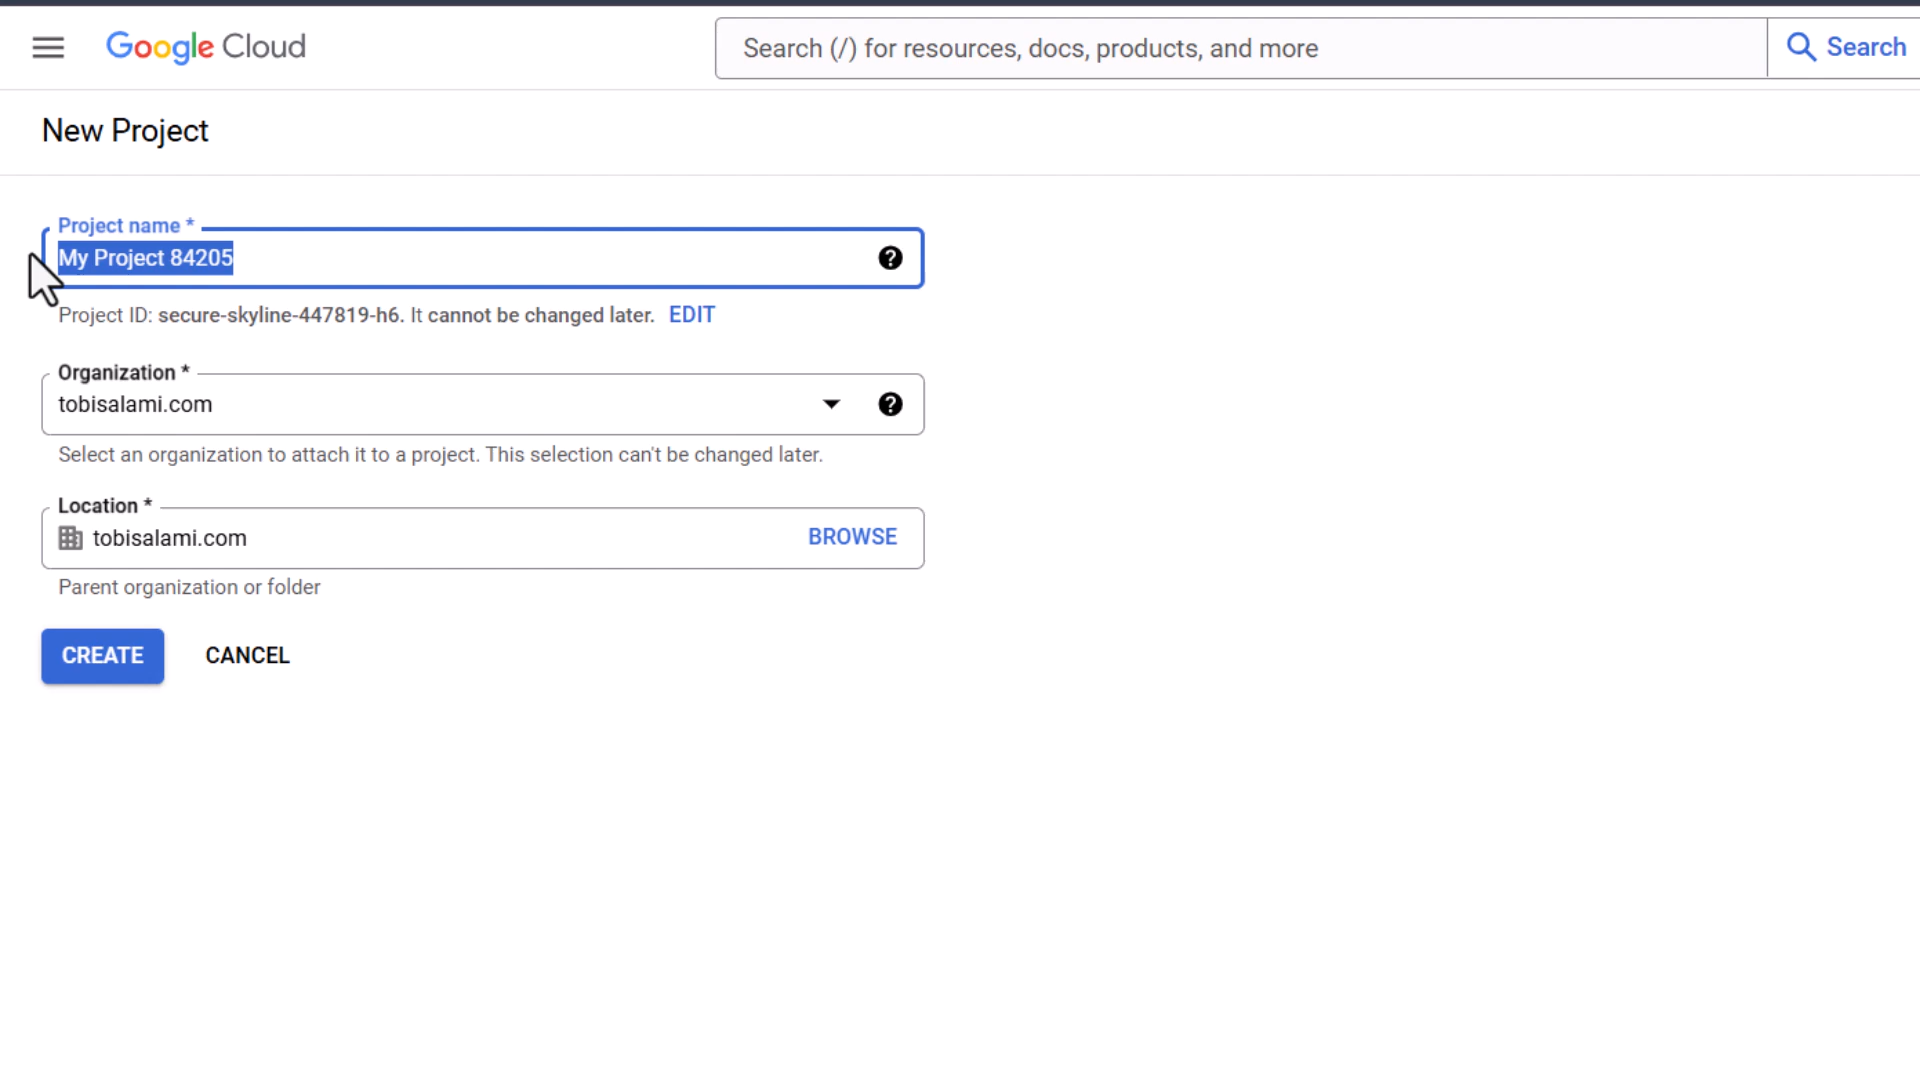 Google Cloud
Search (/) for resources, docs, products, and more
Search
New Project
Project name *
My Project 84205
Project ID: secure-skyline-447819-h6. It cannot be changed later. EDIT
Organization *
tobisalami.com
Select an organization to attach it to a project. This selection can't be changed later.
Location *
tobisalami.com
BROWSE
Parent organization or folder
CREATE
CANCEL